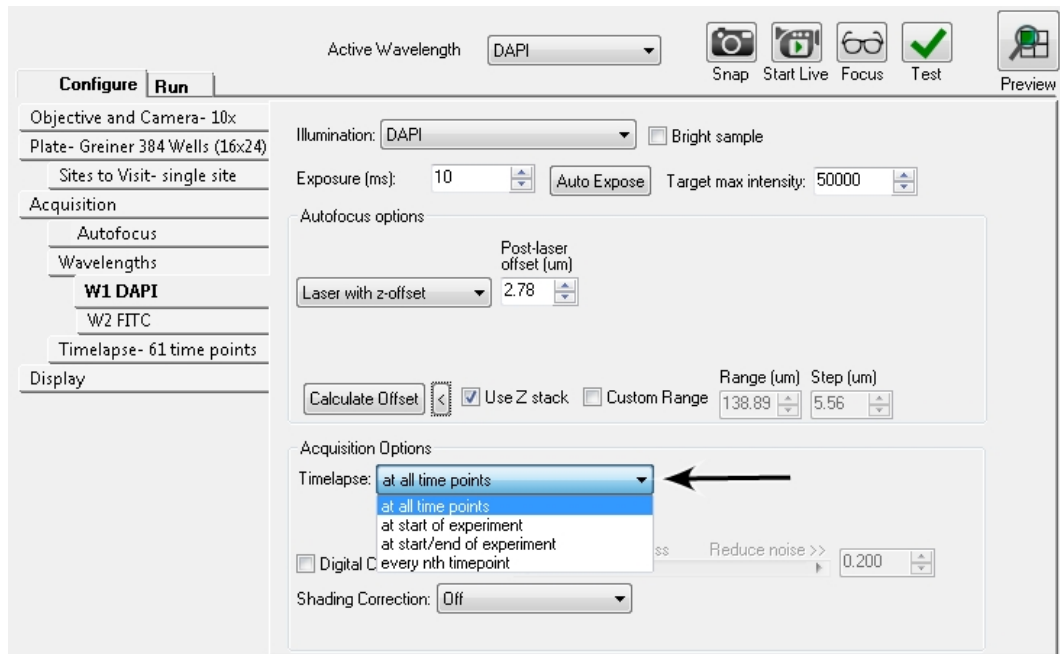 Active Wavelength DAPI
Snap Start Live Focus Test Preview
Configure Run
Objective and Camera- 10x
Plate- Greiner 384 Wells (16x24)
Sites to Visit- single site
Acquisition
Autofocus
Wavelengths
W1 DAPI
W2 FITC
Timelapse- 61 time points
Display
Illumination: DAPI Bright sample
Exposure (ms): 10 Auto Expose Target max intensity: 50000
Autofocus options
Post-laser
offset (um)
Laser with z-offset 2.78
Range (um) Step (um)
Calculate Offset < Use Z stack Custom Range 138.89 5.56
Acquisition Options
Timelapse: at all time points
at all time points
at start of experiment
at start/end of experiment
every nth timepoint
Digital C ss Reduce noise >> 0.200
Shading Correction: Off